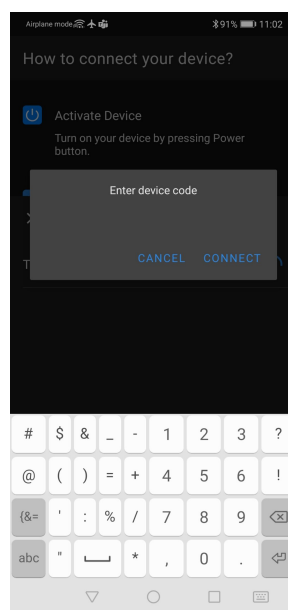 Airplane mode 91% 11:02
How to connect your device?
Activate Device
Turn on your device by pressing Power
button.
Enter device code
T
CANCEL CONNECT
# $ & _ - 1 2 3 ?
@ ( ) = + 4 5 6 !
{&= ' : % / 7 8 9
abc " * , 0 .